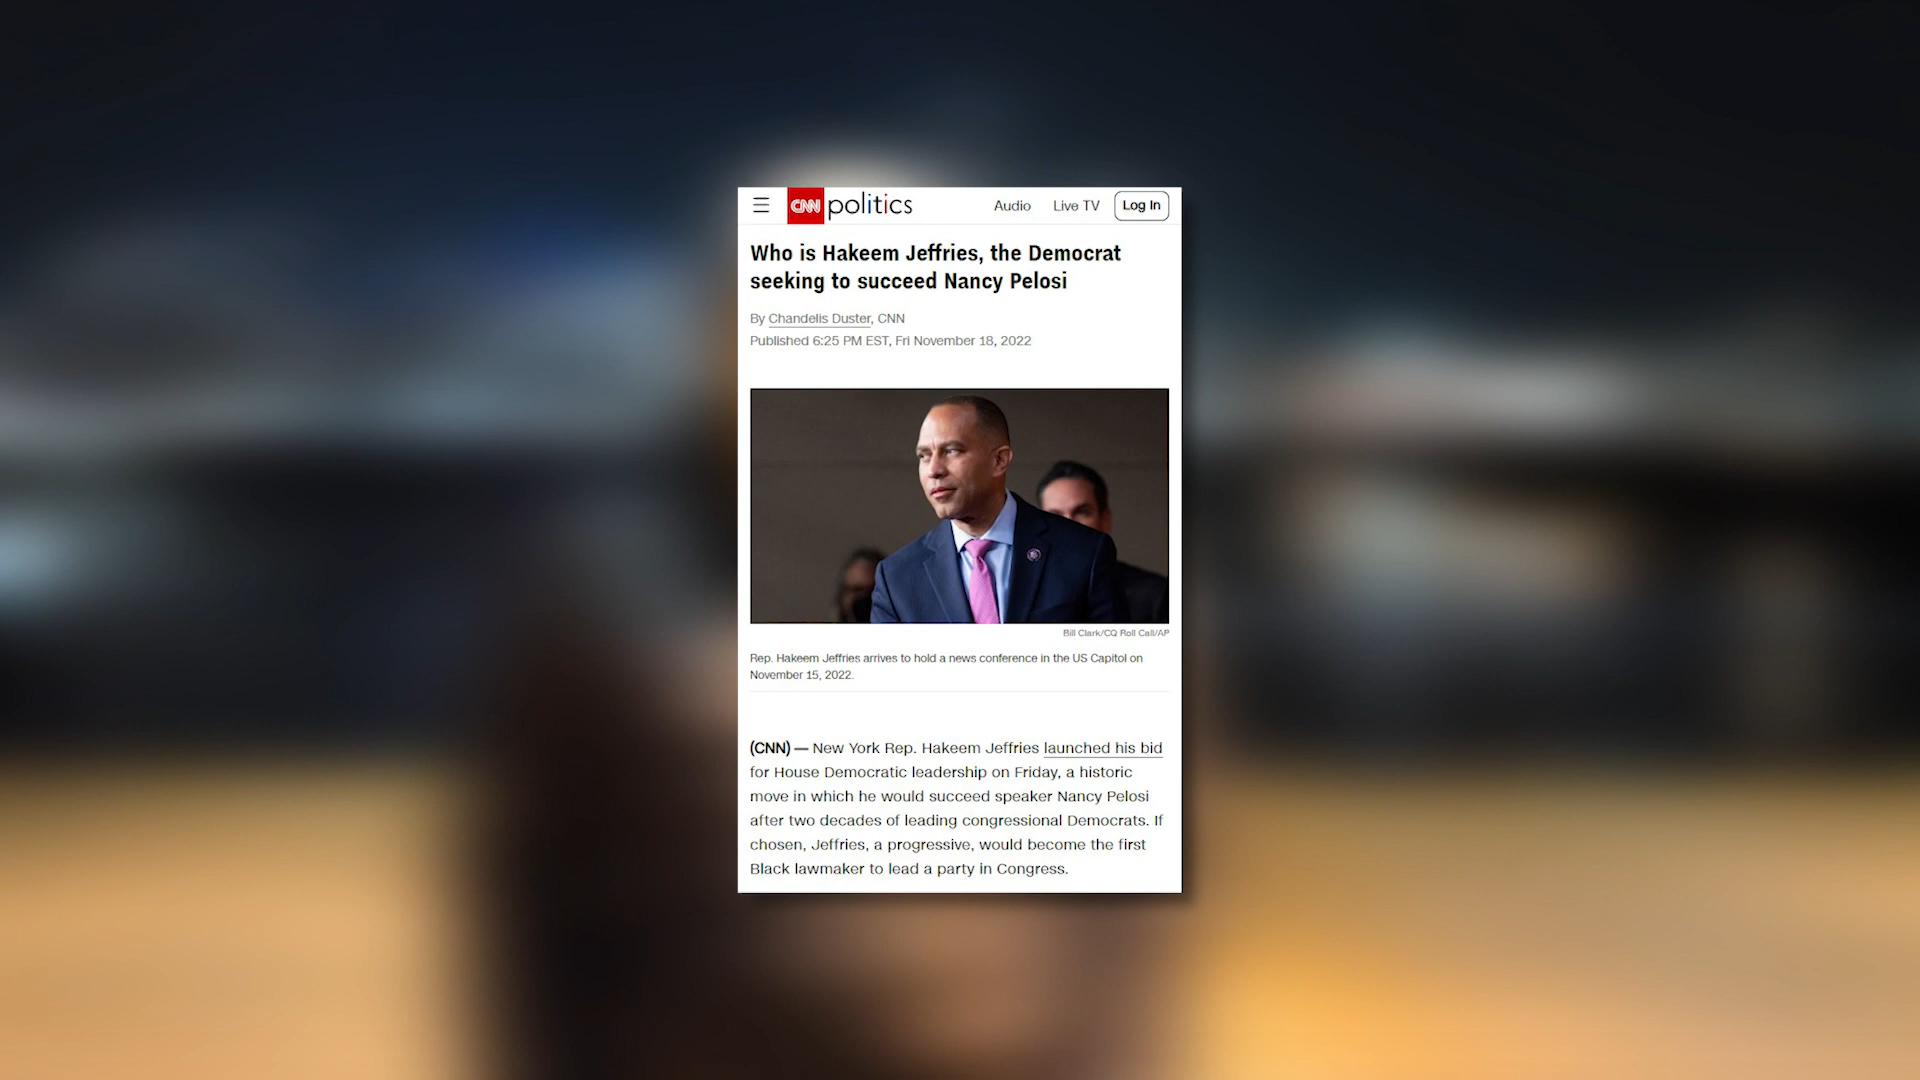 CNN politics Audio Live TV Log In
Who is Hakeem Jeffries, the Democrat
seeking to succeed Nancy Pelosi
By Chandelis Duster, CNN
Published 6:25 PM EST, Fri November 18, 2022
Bill Clark/CQ Roll Call/AP
Rep. Hakeem Jeffries arrives to hold a news conference in the US Capitol on
November 15, 2022.
(CNN) — New York Rep. Hakeem Jeffries launched his bid
for House Democratic leadership on Friday, a historic
move in which he would succeed speaker Nancy Pelosi
after two decades of leading congressional Democrats. If
chosen, Jeffries, a progressive, would become the first
Black lawmaker to lead a party in Congress.